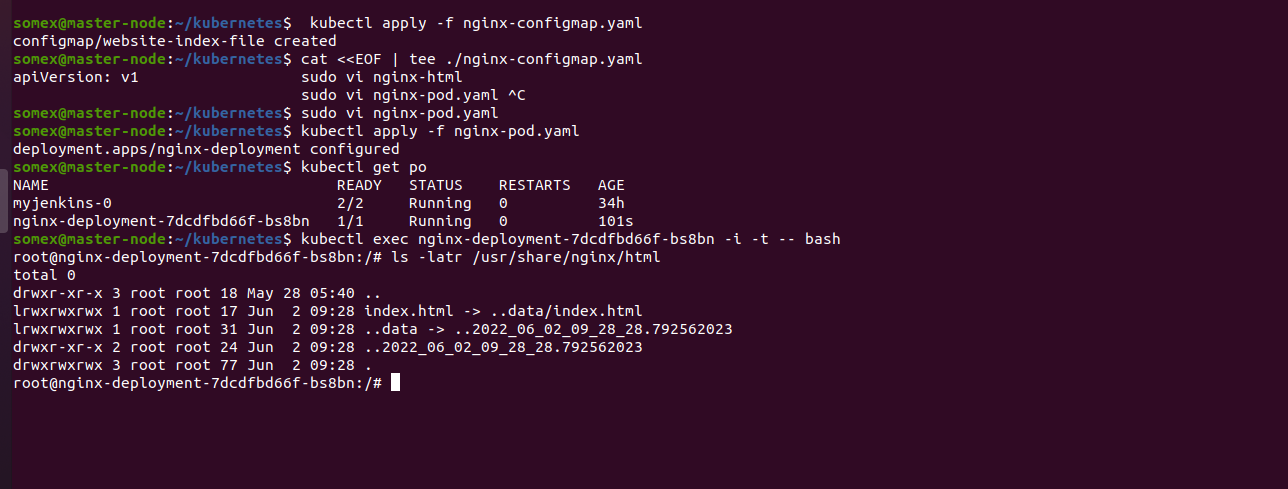 somex@master-node:~/kubernetes$  kubectl apply -f nginx-configmap.yaml
configmap/website-index-file created
somex@master-node:~/kubernetes$ cat <<EOF | tee ./nginx-configmap.yaml
apiVersion: v1                  sudo vi nginx-html
                                sudo vi nginx-pod.yaml ^C
somex@master-node:~/kubernetes$ sudo vi nginx-pod.yaml
somex@master-node:~/kubernetes$ kubectl apply -f nginx-pod.yaml
deployment.apps/nginx-deployment configured
somex@master-node:~/kubernetes$ kubectl get po
NAME                                READY   STATUS    RESTARTS   AGE
myjenkins-0                         2/2     Running   0          34h
nginx-deployment-7dcdfbd66f-bs8bn   1/1     Running   0          101s
somex@master-node:~/kubernetes$ kubectl exec nginx-deployment-7dcdfbd66f-bs8bn -i -t -- bash
root@nginx-deployment-7dcdfbd66f-bs8bn:/# ls -latr /usr/share/nginx/html
total 0
drwxr-xr-x 3 root root 18 May 28 05:40 ..
lrwxrwxrwx 1 root root 17 Jun  2 09:28 index.html -> ..data/index.html
lrwxrwxrwx 1 root root 31 Jun  2 09:28 ..data -> ..2022_06_02_09_28_28.792562023
drwxr-xr-x 2 root root 24 Jun  2 09:28 ..2022_06_02_09_28_28.792562023
drwxrwxrwx 3 root root 77 Jun  2 09:28 .
root@nginx-deployment-7dcdfbd66f-bs8bn:/#